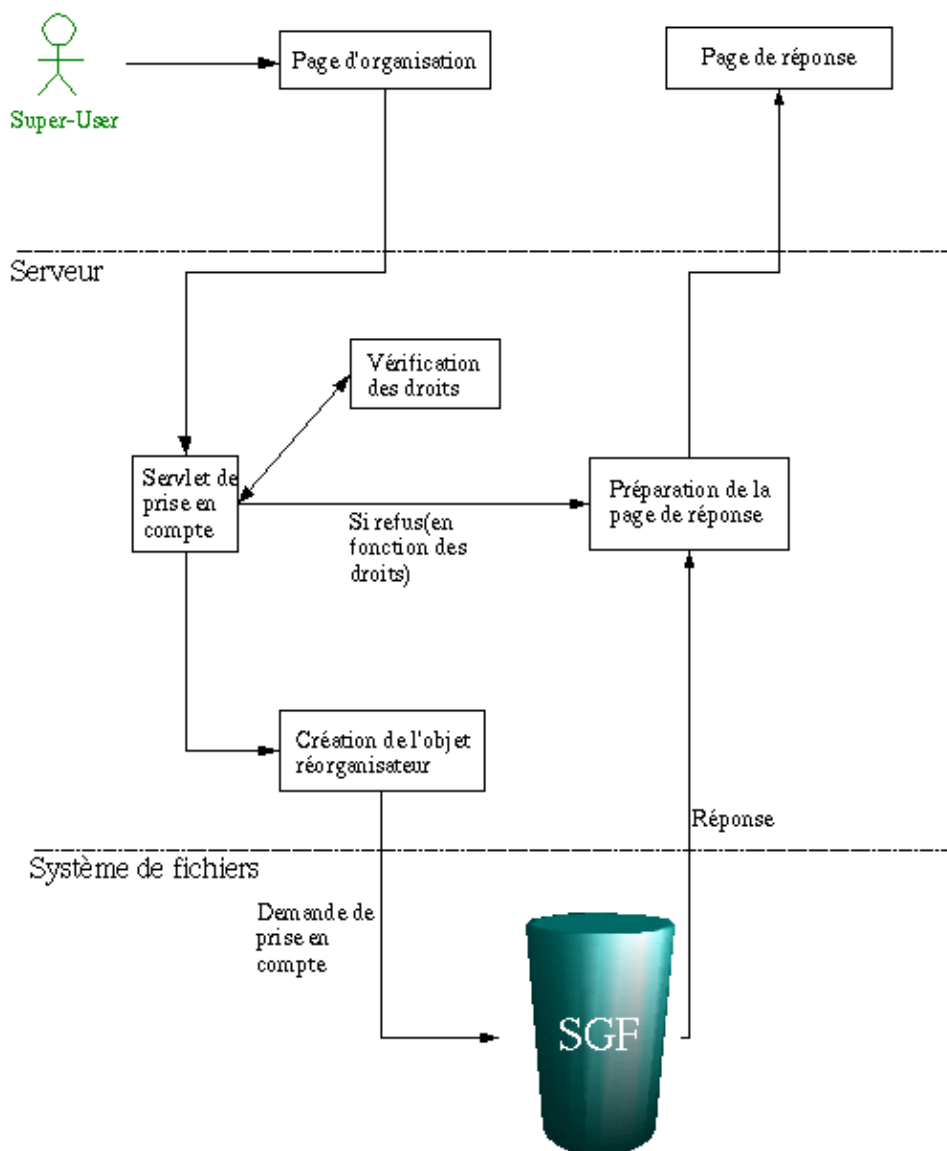 Page d'organisation
Page de réponse
Super-User
Serveur
Vérification
des droits
Servlet de
prise en
compte
Si refus(en
fonction des
droits)
Préparation de la
page de réponse
Création de l'objet
réorganisateur
Réponse
Système de fichiers
Demande de
prise en
compte
SGF